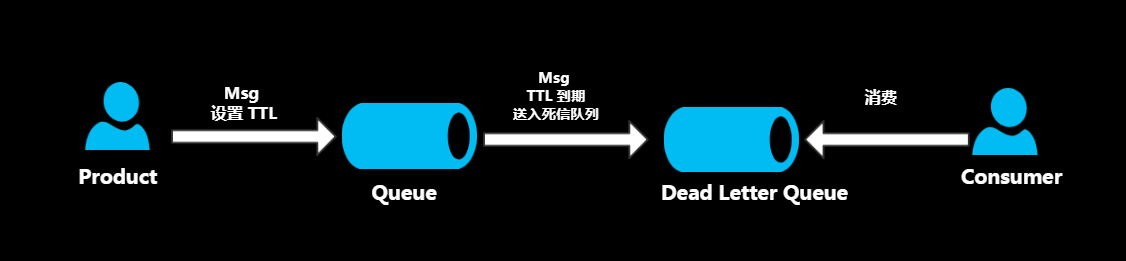 Msg
设置 TTL
Msg
TTL 到期
送入死信队列
消费
Product
Queue
Dead Letter Queue
Consumer